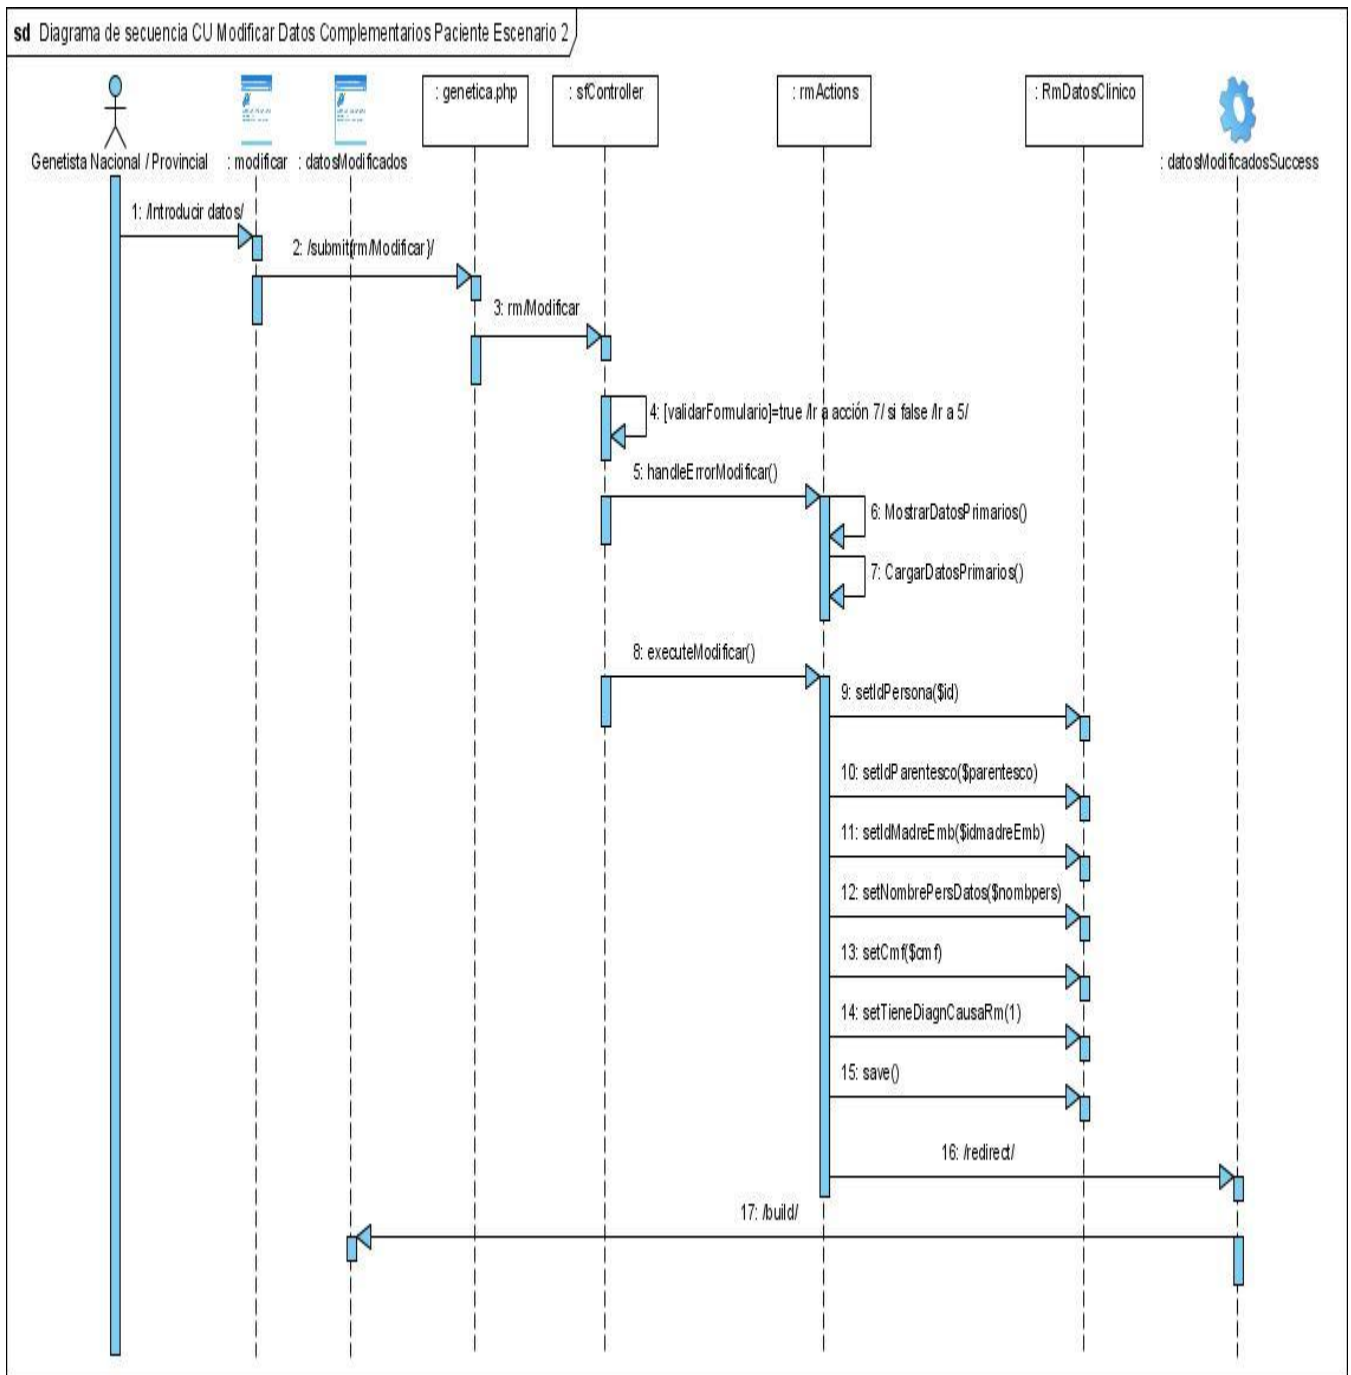 sd Diagrama de secuencia CU Modificar Datos Complementarios Paciente Escenario 2
: genetica.php
: sfController
: rmActions
: RmDatosClinico
Genetista Nacional / Provincial
: modificar
: datosModificados
: datosModificadosSuccess
1: /Introducir datos/
2: /submit(rm/Modificar)/
3: rm/Modificar
4: [validarFormulario]=true /Ir a acción 7/ si false /Ir a 5/
5: handleErrorModificar()
6: MostrarDatosPrimarios()
7: CargarDatosPrimarios()
8: executeModificar()
9: setIdPersona($id)
10: setIdParentesco($parentesco)
11: setIdMadreEmb($idmadreEmb)
12: setNombrePersDatos($nombpers)
13: setCmf($cmf)
14: setTieneDiagnCausaRm(1)
15: save()
16: /redirect/
17: /build/